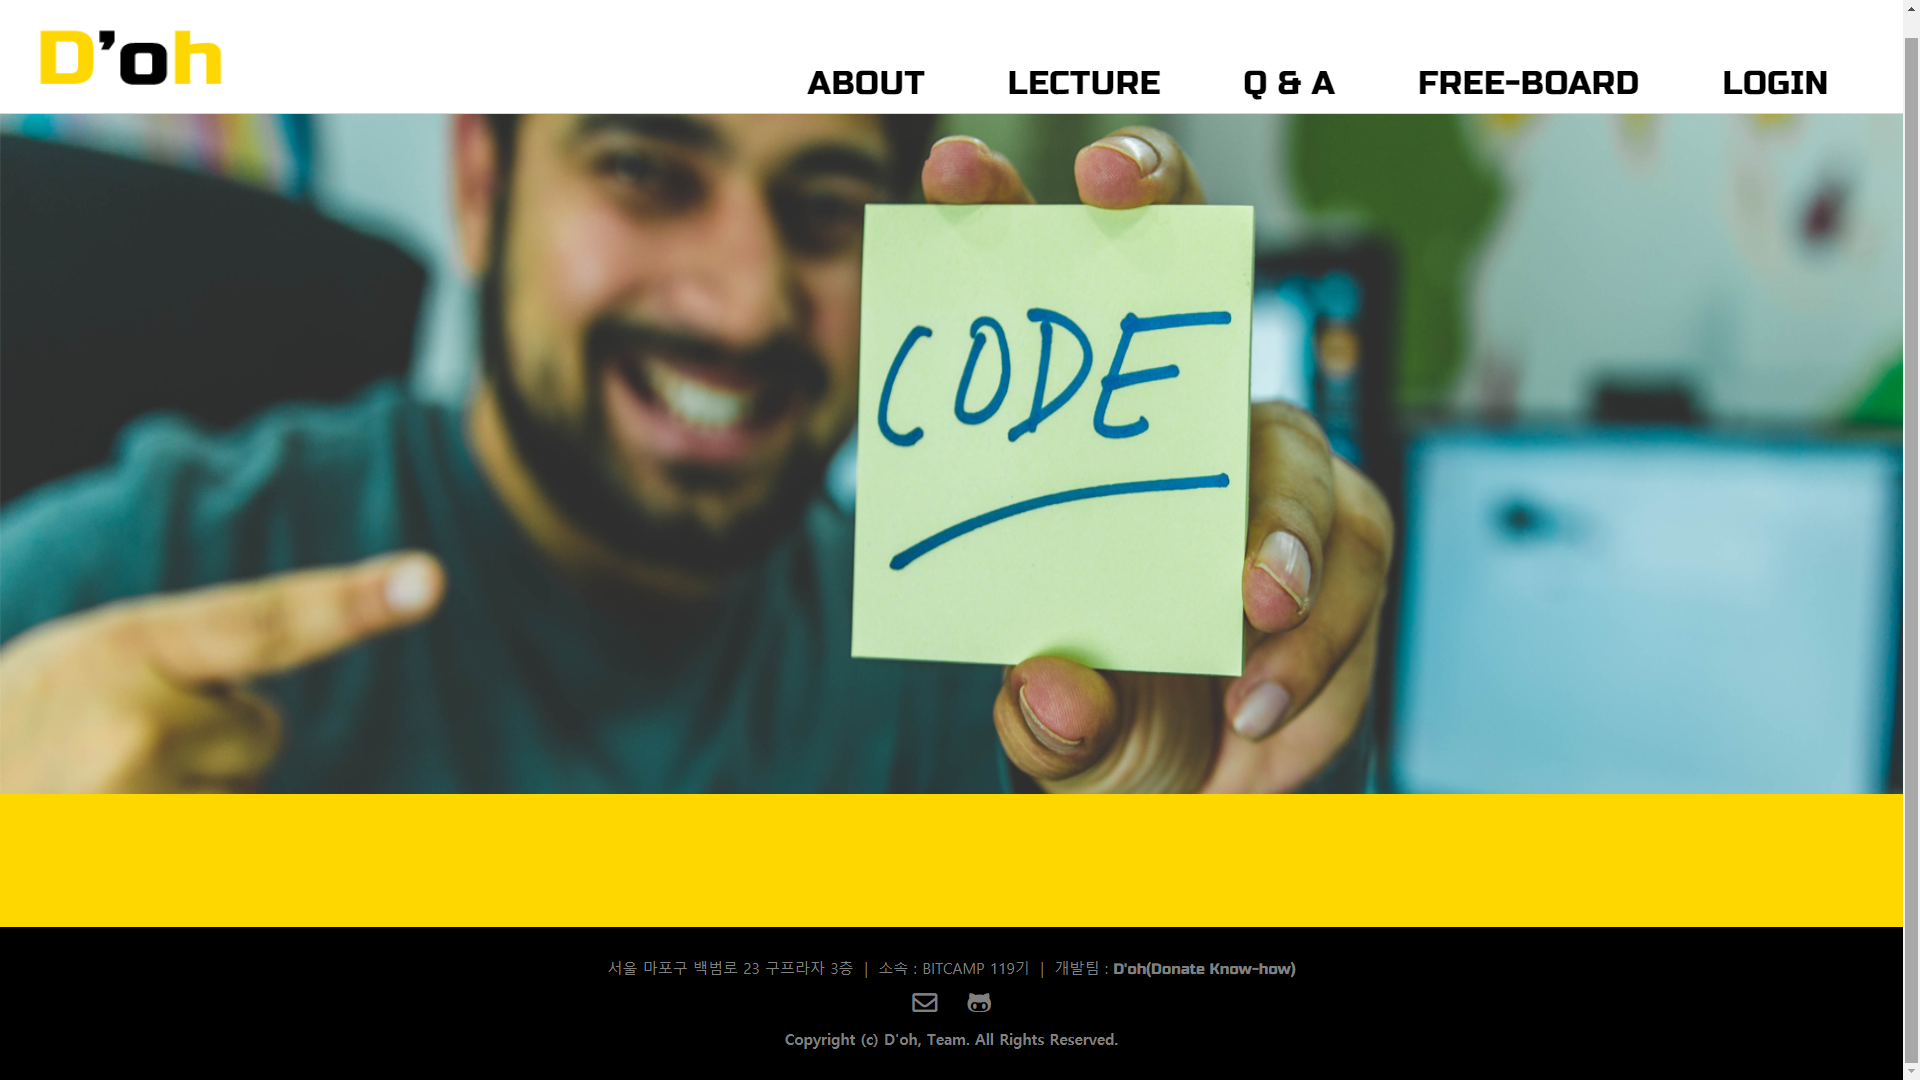 D'oh
ABOUT LECTURE Q & A FREE-BOARD LOGIN
CODE
서울 마포구 백범로 23 구프라자 3층 | 소속 : BITCAMP 119기 | 개발팀 : D'oh(Donate Know-how)
Copyright (c) D'oh, Team. All Rights Reserved.